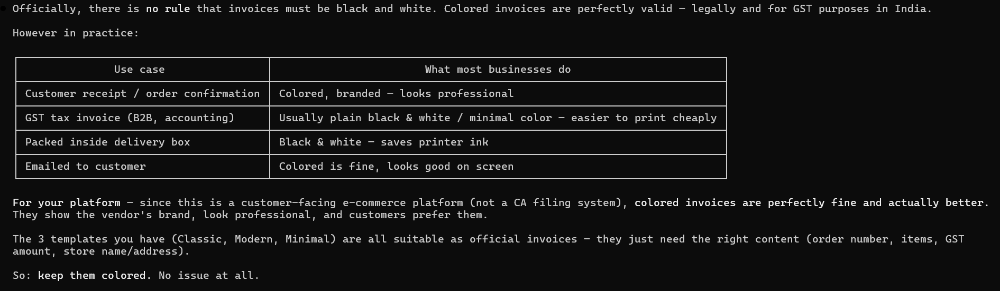 Officially, there is no rule that invoices must be black and white. Colored invoices are perfectly valid — legally and for GST purposes in India.
However in practice:
Use case What most businesses do
Customer receipt / order confirmation Colored, branded — looks professional
GST tax invoice (B2B, accounting) Usually plain black & white / minimal color — easier to print cheaply
Packed inside delivery box Black & white — saves printer ink
Emailed to customer Colored is fine, looks good on screen
For your platform — since this is a customer-facing e-commerce platform (not a CA filing system), colored invoices are perfectly fine and actually better.
They show the vendor's brand, look professional, and customers prefer them.
The 3 templates you have (Classic, Modern, Minimal) are all suitable as official invoices — they just need the right content (order number, items, GST
amount, store name/address).
So: keep them colored. No issue at all.